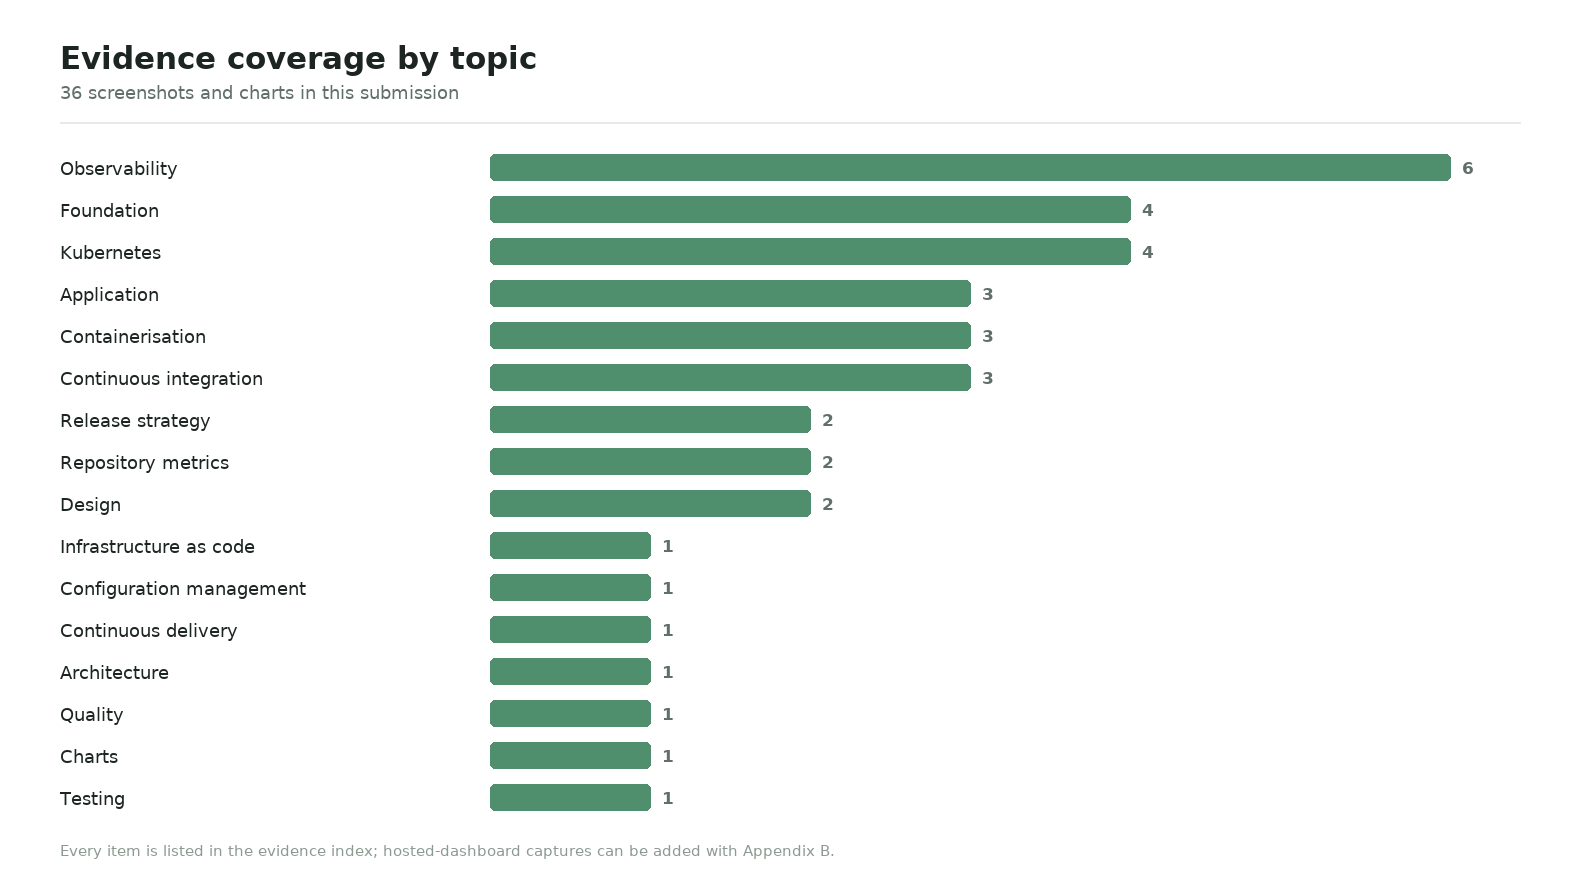 Evidence coverage by topic
36 screenshots and charts in this submission
Observability 6
Foundation 4
Kubernetes 4
Application 3
Containerisation 3
Continuous integration 3
Release strategy 2
Repository metrics 2
Design 2
Infrastructure as code 1
Configuration management 1
Continuous delivery 1
Architecture 1
Quality 1
Charts 1
Testing 1
Every item is listed in the evidence index; hosted-dashboard captures can be added with Appendix B.